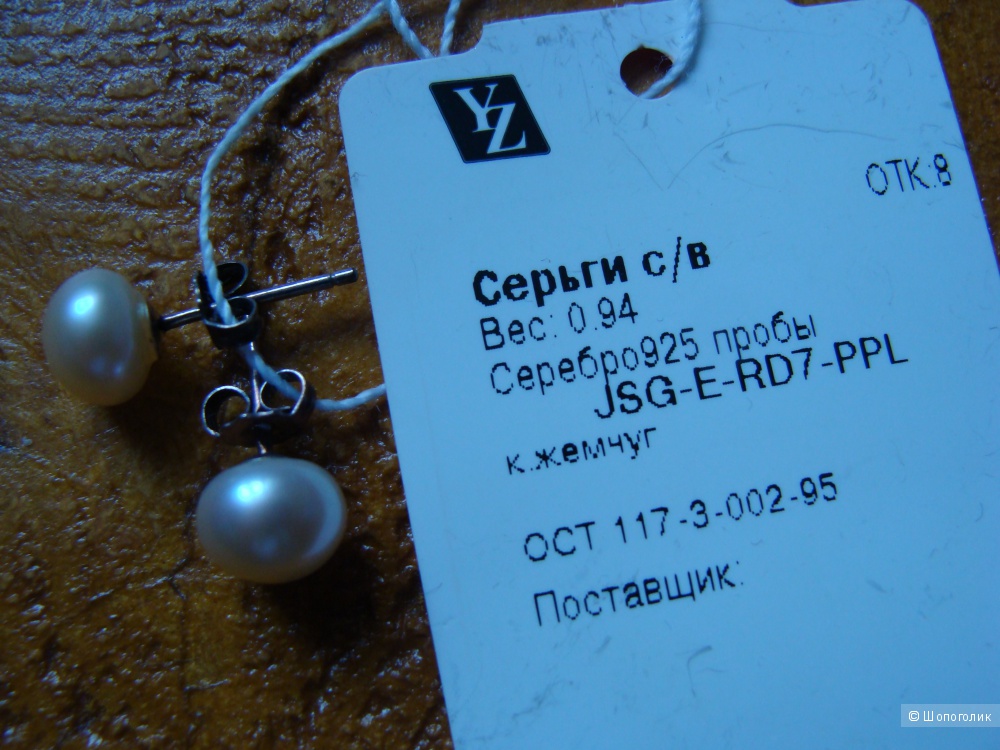 YZ
ОТК:8
Серьги с/в
Вес: 0.94
Серебро925 пробы
JSG-E-RD7-PPL
к.жемчуг
ОСТ 117-3-002-95
Поставщик:
© Шопоголик